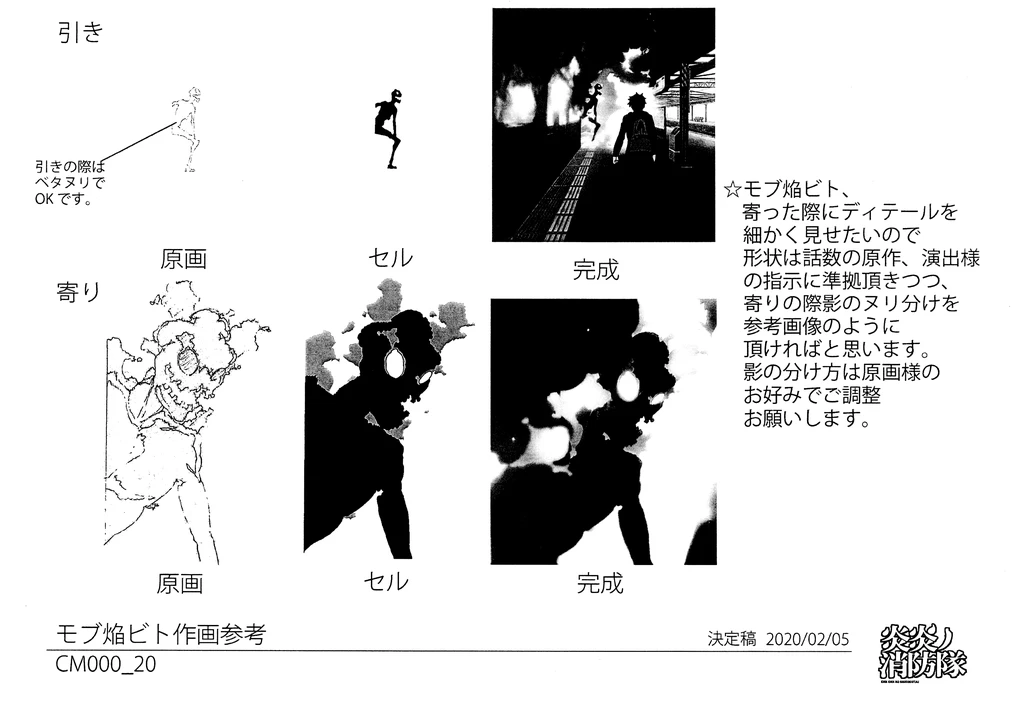 引き
引きの際は
ベタヌリで
OKです。
原画
セル
完成
寄り
☆モブ焔ビト、
寄った際にディテールを
細かく見せたいので
形状は話数の原作、演出様
の指示に準拠頂きつつ、
寄りの際影のヌリ分けを
参考画像のように
頂ければと思います。
影の分け方は原画様の
お好みでご調整
お願いします。
原画
セル
完成
モブ焔ビト作画参考
CM000_20
決定稿 2020/02/05
炎炎ノ
消防隊